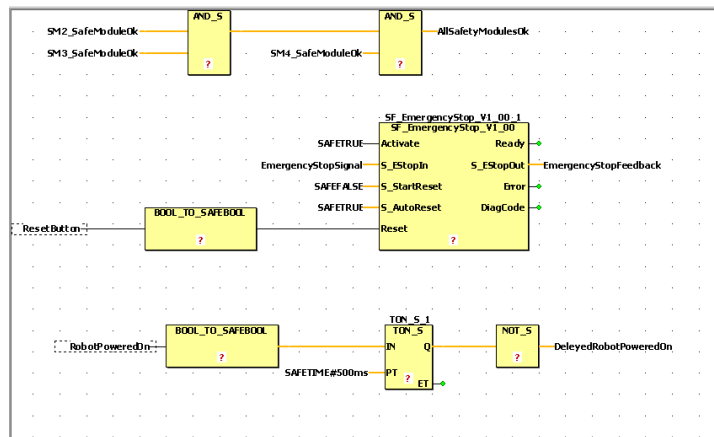 AND_S
AND_S
SM2_SafeModuleOk
AllSafetyModulesOk
SM3_SafeModuleOk
SM4_SafeModuleOk
?
?
SF_EmergencyStop_V1_00_1
SF_EmergencyStop_V1_00
SAFETRUE
Activate
Ready
EmergencyStopSignal
S_EStopIn
S_EStopOut
EmergencyStopFeedback
SAFEFALSE
S_StartReset
Error
SAFETRUE
S_AutoReset
DiagCode
BOOL_TO_SAFEBOOL
ResetButton
Reset
?
?
TON_S_1
BOOL_TO_SAFEBOOL
TON_S
NOT_S
RobotPoweredOn
IN
Q
DeleyedRobotPoweredOn
?
?
SAFETIME#500ms
PT
?
ET